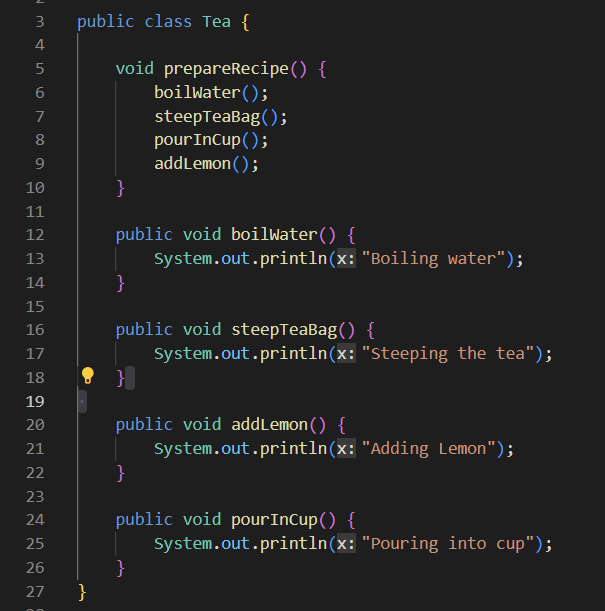 3 public class Tea {
4
5 void prepareRecipe() {
6 boilWater();
7 steepTeaBag();
8 pourInCup();
9 addLemon();
10 }
11
12 public void boilWater() {
13 System.out.println(x: "Boiling water");
14 }
15
16 public void steepTeaBag() {
17 System.out.println(x: "Steeping the tea");
18 }
19
20 public void addLemon() {
21 System.out.println(x: "Adding Lemon");
22 }
23
24 public void pourInCup() {
25 System.out.println(x: "Pouring into cup");
26 }
27 }